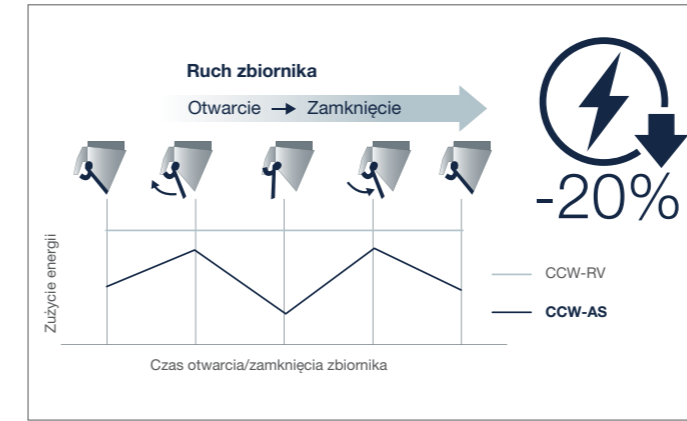 Ruch zbiornika
Otwarcie → Zamknięcie
-20%
Zużycie energii
CCW-RV
CCW-AS
Czas otwarcia/zamknięcia zbiornika